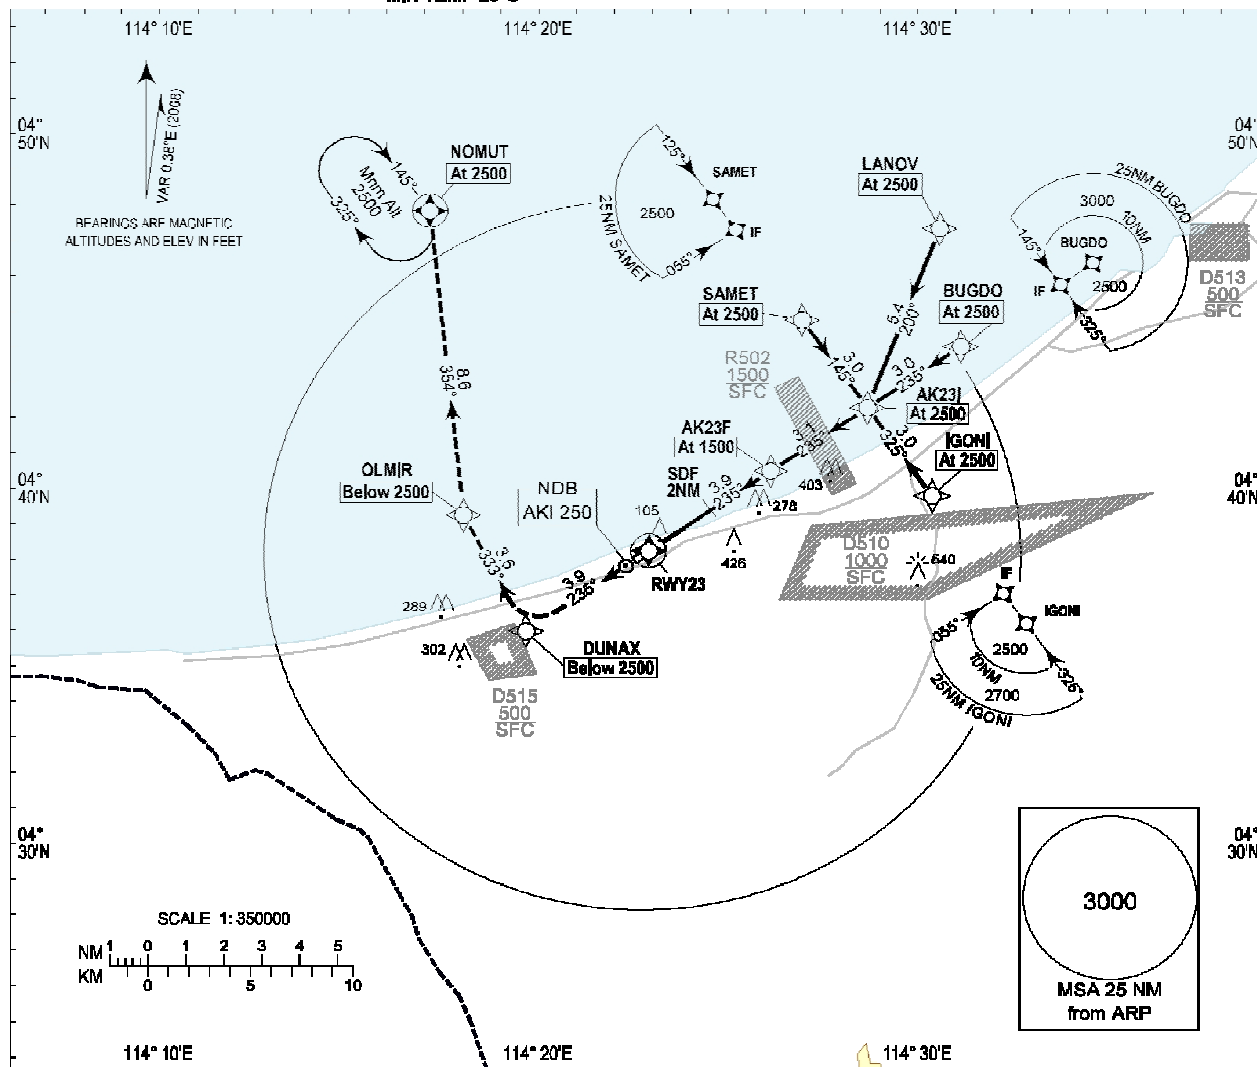 114° 10'E
114° 20'E
114° 30'E
04°
50'N
04°
50'N
VAR 0.38°E (2008)
BEARINGS ARE MAGNETIC
ALTITUDES AND ELEV IN FEET
145°
Mnm Alt
2500
325°
NOMUT
At 2500
125°
SAMET
2500
IF
055°
25NM SAMET
LANOV
At 2500
25NM BUGDO
3000
10NM
BUGDO
145°
IF
2500
325°
D513
500
SFC
SAMET
At 2500
BUGDO
At 2500
5.4
200°
3.0
145°
3.0
235°
R502
1500
SFC
AK23I
At 2500
8.6
354°
AK23F
At 1500
235°
3.0
325°
IGONI
At 2500
OLMIR
Below 2500
SDF
2NM
3.9
235°
403
278
04°
40'N
04°
40'N
NDB
AKI 250
105
426
D510
1000
SFC
540
3.6
333°
3.9
235°
RWY23
IF
IGONI
289
302
DUNAX
Below 2500
055°
2500
10NM
2700
325°
25NM IGONI
D515
500
SFC
04°
30'N
04°
30'N
3000
MSA 25 NM
from ARP
SCALE 1: 350000
NM 1 0 1 2 3 4 5
KM 0 5 10
114° 10'E
114° 20'E
114° 30'E